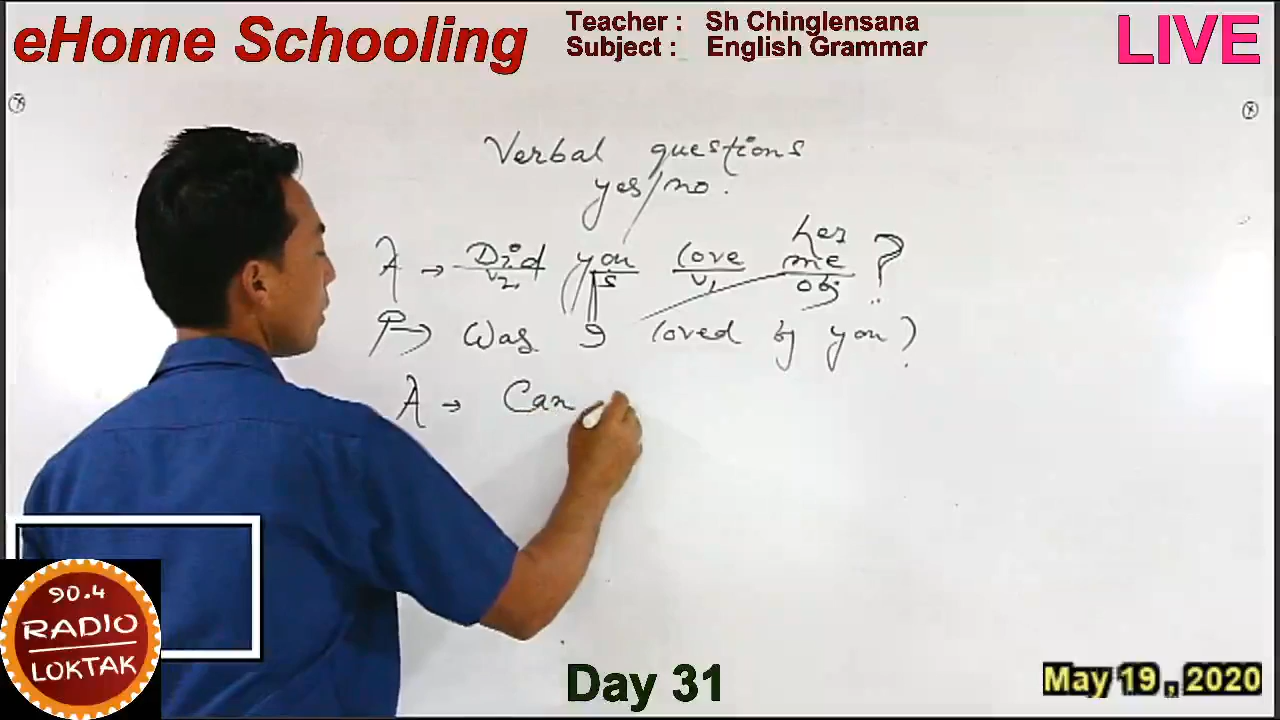 eHome Schooling
Teacher : Sh Chinglensana
Subject : English Grammar
LIVE
Verbal questions
yes/no.
her
A → Did you love me ?
V2 S V1 obj
P → Was I loved by you ?
A → Can
90.4
RADIO
LOKTAK
Day 31
May 19 , 2020